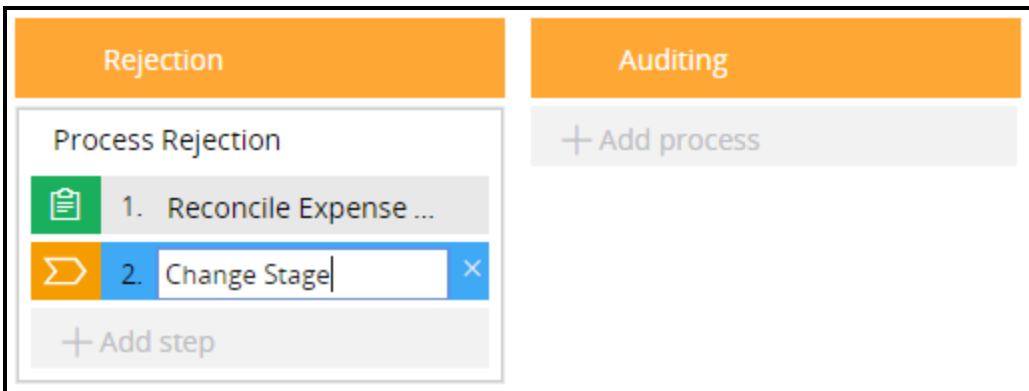 Rejection
Auditing
Process Rejection
+ Add process
1. Reconcile Expense ...
2. Change Stage
+ Add step